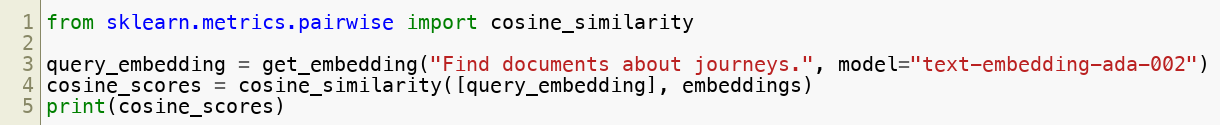 1 from sklearn.metrics.pairwise import cosine_similarity
2
3 query_embedding = get_embedding("Find documents about journeys.", model="text-embedding-ada-002")
4 cosine_scores = cosine_similarity([query_embedding], embeddings)
5 print(cosine_scores)